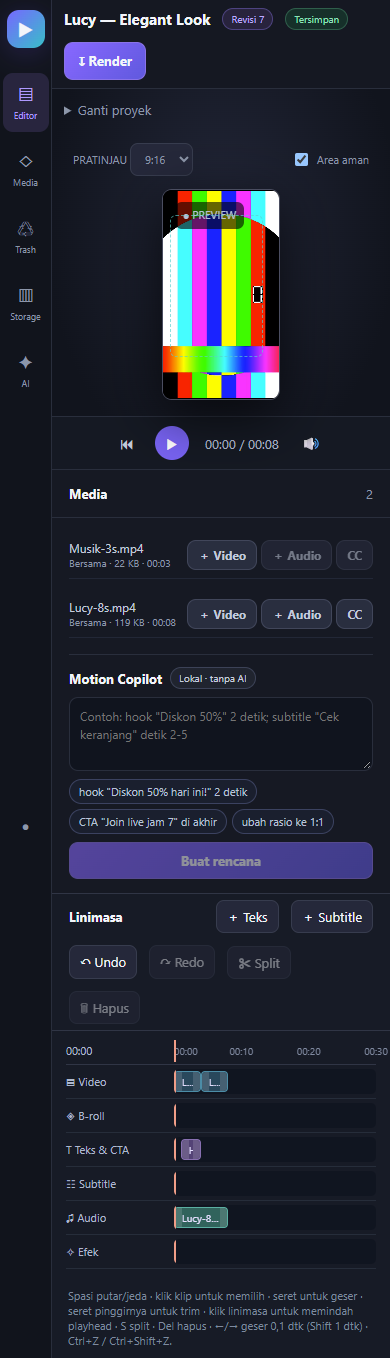 Lucy — Elegant Look
Revisi 7
Tersimpan
Render
Editor
Media
Trash
Storage
AI
Ganti proyek
PRATINJAU
9:16
Area aman
PREVIEW
00:00 / 00:08
Media
2
Musik-3s.mp4
Bersama · 22 KB · 00:03
+ Video
+ Audio
CC
Lucy-8s.mp4
Bersama · 119 KB · 00:08
+ Video
+ Audio
CC
Motion Copilot
Lokal · tanpa AI
Contoh: hook "Diskon 50%" 2 detik; subtitle "Cek
keranjang" detik 2-5
hook "Diskon 50% hari ini!" 2 detik
CTA "Join live jam 7" di akhir
ubah rasio ke 1:1
Buat rencana
Linimasa
+ Teks
+ Subtitle
Undo
Redo
Split
Hapus
00:00
00:00
00:10
00:20
00:30
Video
L...
L...
B-roll
T Teks & CTA
Subtitle
Audio
Lucy-8...
Efek
Spasi putar/jeda · klik klip untuk memilih · seret untuk geser ·
seret pinggirnya untuk trim · klik linimasa untuk memindah
playhead · S split · Del hapus · ←/→ geser 0,1 dtk (Shift 1 dtk) ·
Ctrl+Z / Ctrl+Shift+Z.